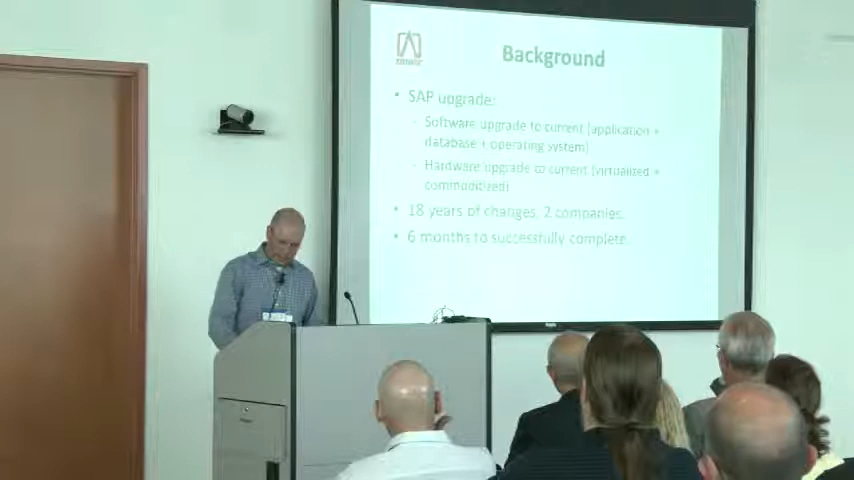 Background
• SAP upgrade:
- Software upgrade to current (application +
database + operating system)
- Hardware upgrade to current (virtualized +
commoditized)
• 18 years of changes, 2 companies.
• 6 months to successfully complete.